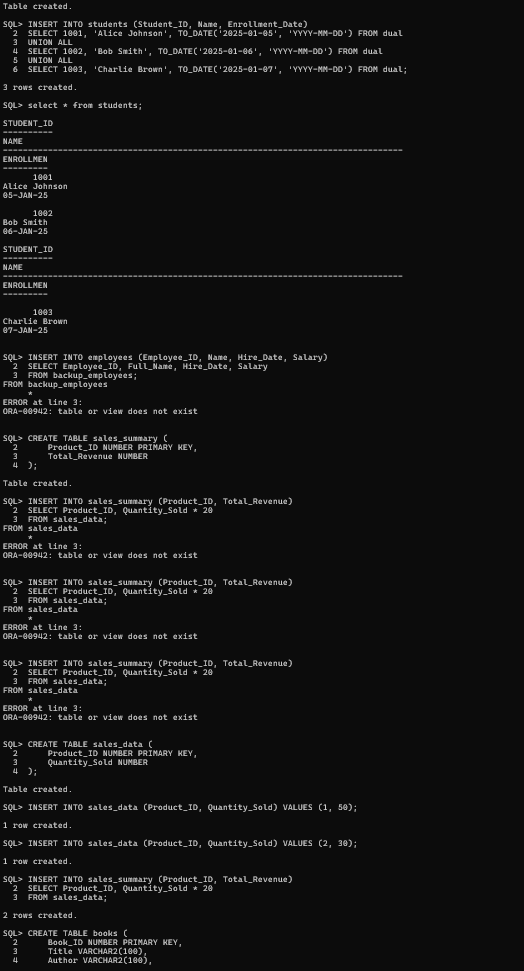 Table created.
SQL> INSERT INTO students (Student_ID, Name, Enrollment_Date)
  2  SELECT 1001, 'Alice Johnson', TO_DATE('2025-01-05', 'YYYY-MM-DD') FROM dual
  3  UNION ALL
  4  SELECT 1002, 'Bob Smith', TO_DATE('2025-01-06', 'YYYY-MM-DD') FROM dual
  5  UNION ALL
  6  SELECT 1003, 'Charlie Brown', TO_DATE('2025-01-07', 'YYYY-MM-DD') FROM dual;
3 rows created.
SQL> select * from students;
STUDENT_ID
----------
NAME
--------------------------------------------------------------------------------
ENROLLMEN
---------
      1001
Alice Johnson
05-JAN-25
      1002
Bob Smith
06-JAN-25
STUDENT_ID
----------
NAME
--------------------------------------------------------------------------------
ENROLLMEN
---------
      1003
Charlie Brown
07-JAN-25
SQL> INSERT INTO employees (Employee_ID, Name, Hire_Date, Salary)
  2  SELECT Employee_ID, Full_Name, Hire_Date, Salary
  3  FROM backup_employees;
FROM backup_employees
     *
ERROR at line 3:
ORA-00942: table or view does not exist
SQL> CREATE TABLE sales_summary (
  2      Product_ID NUMBER PRIMARY KEY,
  3      Total_Revenue NUMBER
  4  );
Table created.
SQL> INSERT INTO sales_summary (Product_ID, Total_Revenue)
  2  SELECT Product_ID, Quantity_Sold * 20
  3  FROM sales_data;
FROM sales_data
     *
ERROR at line 3:
ORA-00942: table or view does not exist
SQL> INSERT INTO sales_summary (Product_ID, Total_Revenue)
  2  SELECT Product_ID, Quantity_Sold * 20
  3  FROM sales_data;
FROM sales_data
     *
ERROR at line 3:
ORA-00942: table or view does not exist
SQL> INSERT INTO sales_summary (Product_ID, Total_Revenue)
  2  SELECT Product_ID, Quantity_Sold * 20
  3  FROM sales_data;
FROM sales_data
     *
ERROR at line 3:
ORA-00942: table or view does not exist
SQL> CREATE TABLE sales_data (
  2      Product_ID NUMBER PRIMARY KEY,
  3      Quantity_Sold NUMBER
  4  );
Table created.
SQL> INSERT INTO sales_data (Product_ID, Quantity_Sold) VALUES (1, 50);
1 row created.
SQL> INSERT INTO sales_data (Product_ID, Quantity_Sold) VALUES (2, 30);
1 row created.
SQL> INSERT INTO sales_summary (Product_ID, Total_Revenue)
  2  SELECT Product_ID, Quantity_Sold * 20
  3  FROM sales_data;
2 rows created.
SQL> CREATE TABLE books (
  2      Book_ID NUMBER PRIMARY KEY,
  3      Title VARCHAR2(100),
  4      Author VARCHAR2(100),